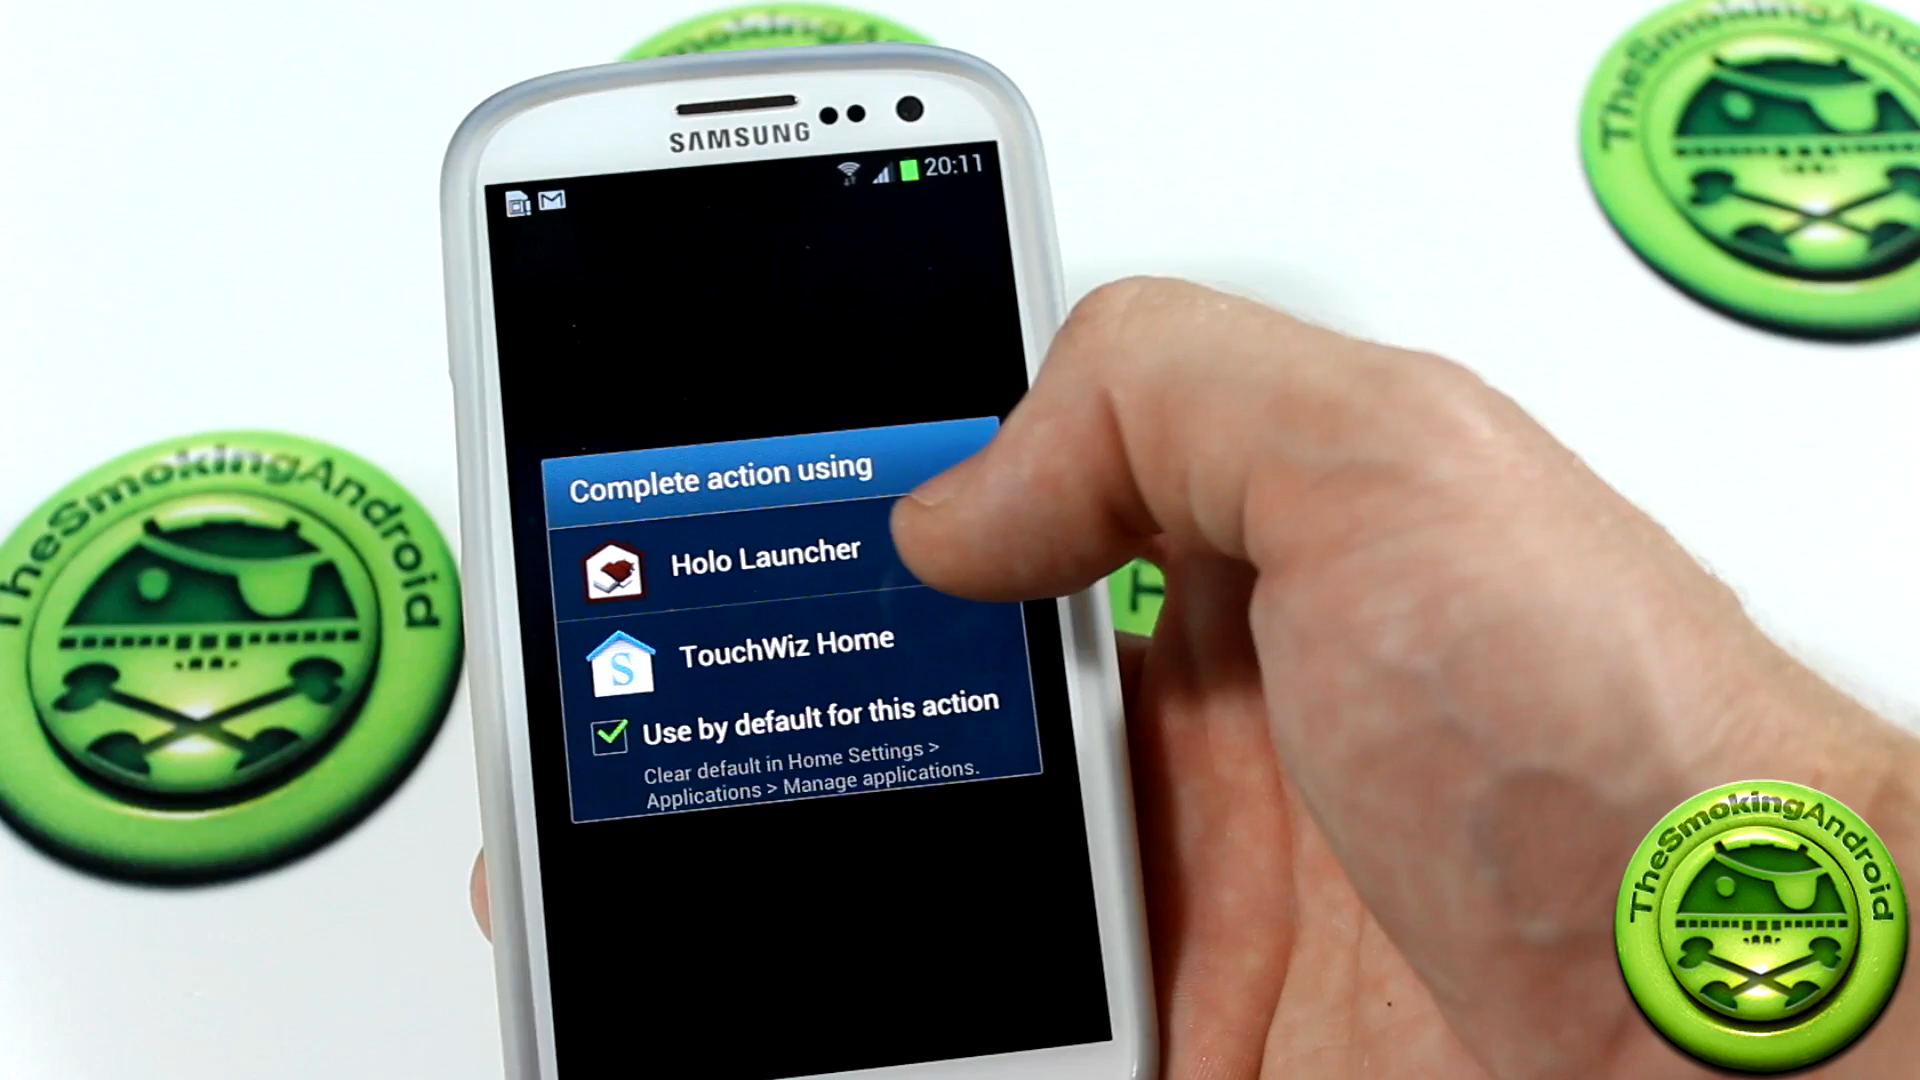 TheSmokingAndroid
TheSmokingAndroid
SAMSUNG
20:11
Complete action using
Holo Launcher
S
TouchWiz Home
Use by default for this action
Clear default in Home Settings >
Applications > Manage applications.
TheSmokingAndroid
T
TheSmokingAndroid